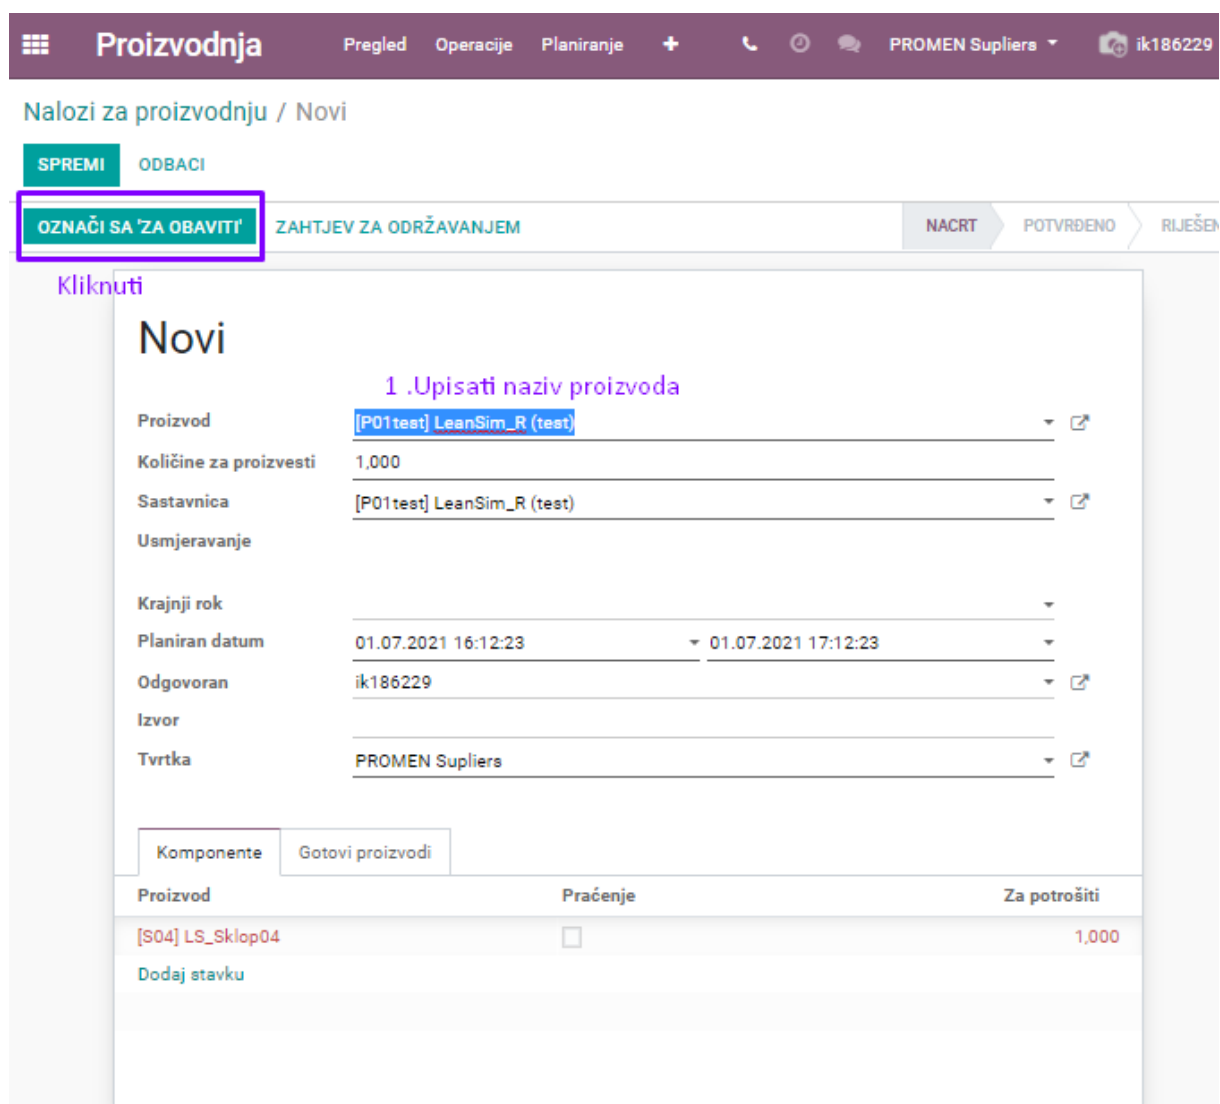 Proizvodnja Pregled Operacije Planiranje + PROMEN Supliers ik186229
Nalozi za proizvodnju / Novi
SPREMI ODBACI
OZNAČI SA 'ZA OBAVITI' ZAHTJEV ZA ODRŽAVANJEM NACRT POTVRĐENO RIJEŠEN
Kliknuti
Novi
1 .Upisati naziv proizvoda
Proizvod [P01test] LeanSim_R (test)
Količine za proizvesti 1,000
Sastavnica [P01test] LeanSim_R (test)
Usmjeravanje
Krajnji rok
Planiran datum 01.07.2021 16:12:23 01.07.2021 17:12:23
Odgovoran ik186229
Izvor
Tvrtka PROMEN Supliers
Komponente Gotovi proizvodi
Proizvod Praćenje Za potrošiti
[S04] LS_Sklop04 1,000
Dodaj stavku